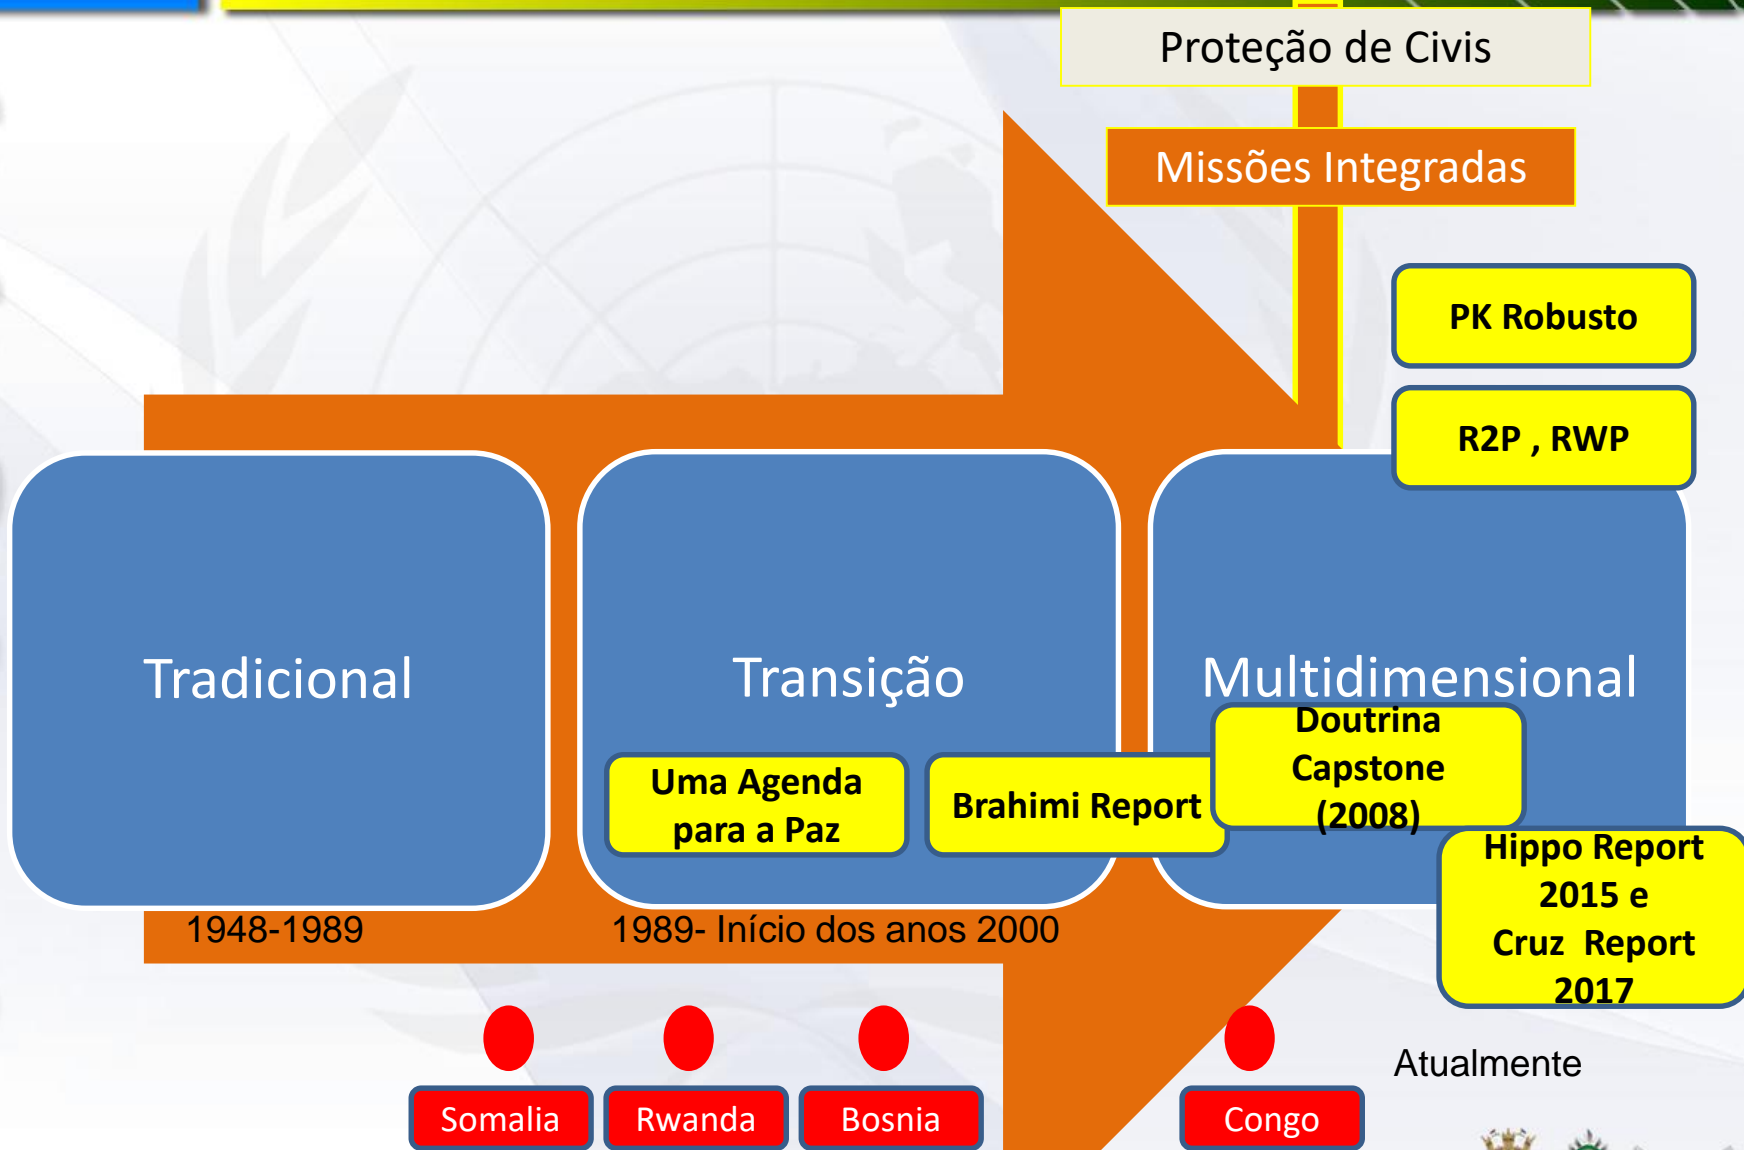 Proteção de Civis
Missões Integradas
PK Robusto
R2P , RWP
Tradicional
Transição
Multidimensional
Uma Agenda
para a Paz
Brahimi Report
Doutrina
Capstone
(2008)
Hippo Report
2015 e
Cruz  Report
2017
1948-1989
1989- Início dos anos 2000
Atualmente
Somalia
Rwanda
Bosnia
Congo